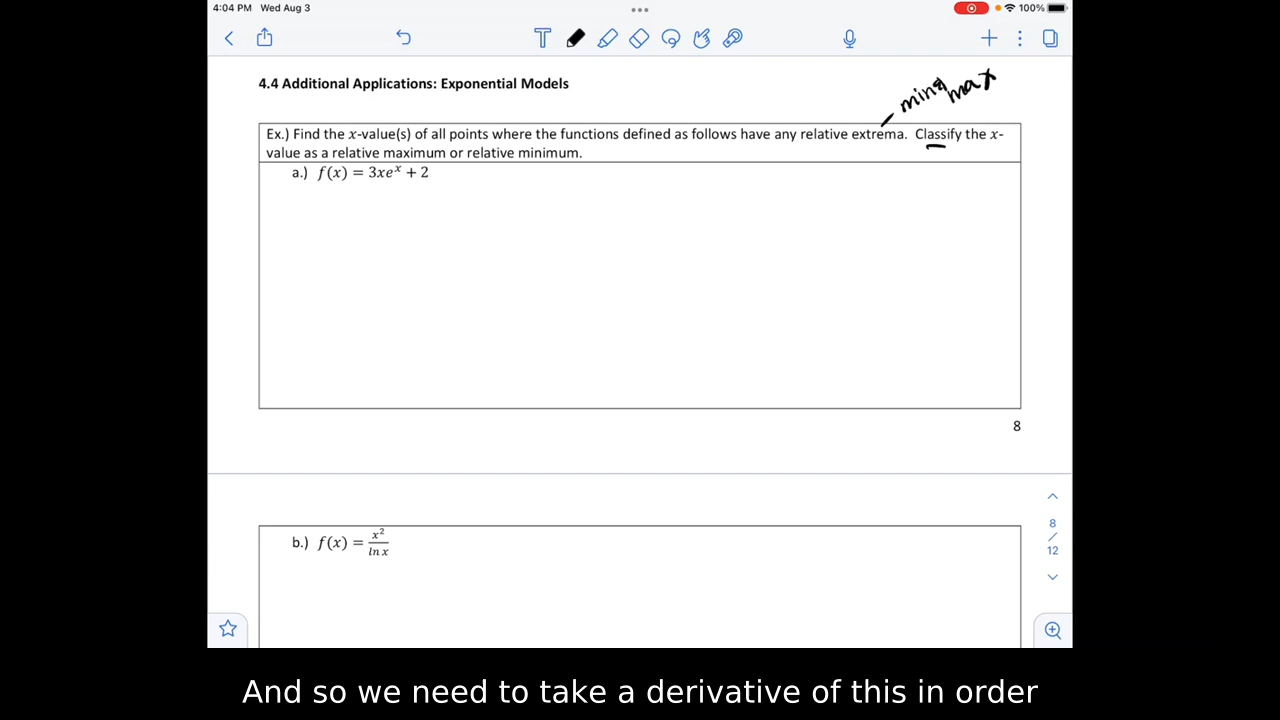 4:04 PM Wed Aug 3
100%
4.4 Additional Applications: Exponential Models
min & max
Ex.) Find the x-value(s) of all points where the functions defined as follows have any relative extrema. Classify the x-
value as a relative maximum or relative minimum.
a.) f(x) = 3xeˣ + 2
8
8
/
12
b.) f(x) = x²/ln x
And so we need to take a derivative of this in order